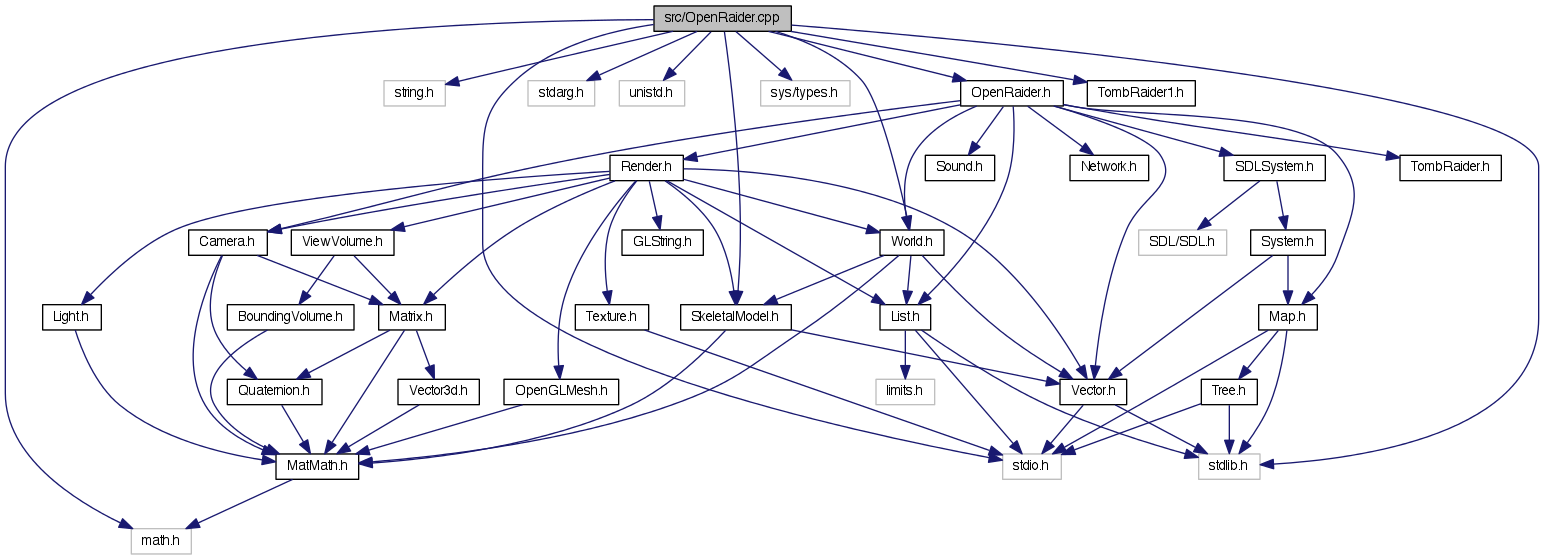 src/OpenRaider.cpp
string.h
stdarg.h
unistd.h
sys/types.h
OpenRaider.h
TombRaider1.h
Render.h
Sound.h
Network.h
SDLSystem.h
TombRaider.h
Camera.h
ViewVolume.h
GLString.h
World.h
SDL/SDL.h
System.h
Light.h
BoundingVolume.h
Matrix.h
Texture.h
SkeletalModel.h
List.h
Map.h
Quaternion.h
Vector3d.h
OpenGLMesh.h
limits.h
Vector.h
Tree.h
MatMath.h
stdio.h
stdlib.h
math.h